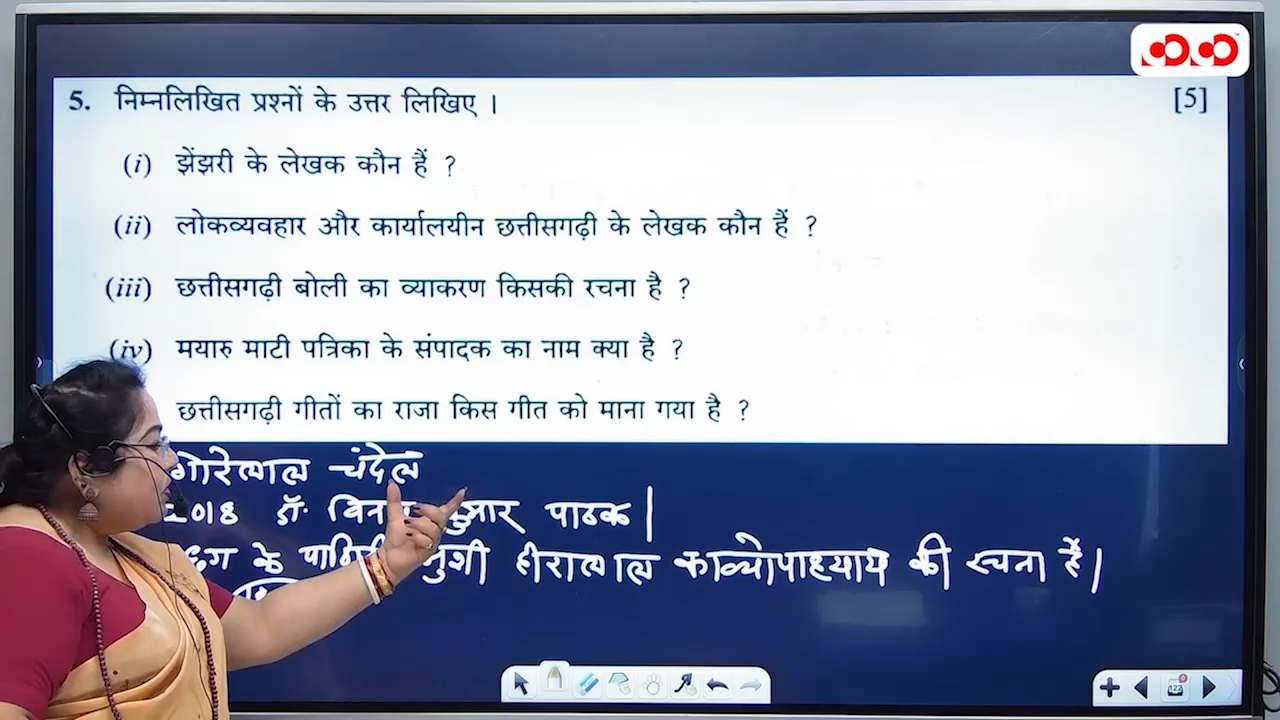 5. निम्नलिखित प्रश्नों के उत्तर लिखिए । [5]
(i) झेंझरी के लेखक कौन हैं ?
(ii) लोकव्यवहार और कार्यालयीन छत्तीसगढ़ी के लेखक कौन हैं ?
(iii) छत्तीसगढ़ी बोली का व्याकरण किसकी रचना है ?
(iv) मयारु माटी पत्रिका के संपादक का नाम क्या है ?
छत्तीसगढ़ी गीतों का राजा किस गीत को माना गया है ?
गोरेलाल चंदेल
2018 डॉ. पाठक |
के हीरालाल काव्योपाध्याय की रचना है |